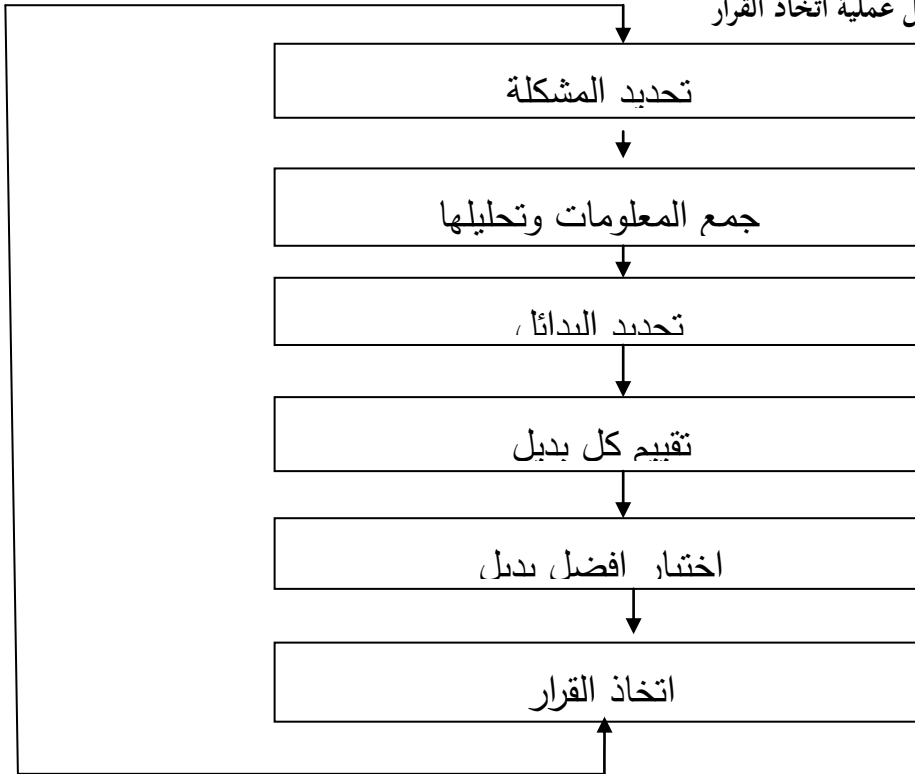 عملية اتخاذ القرار
تحديد المشكلة
جمع المعلومات وتحليلها
تحديد البدائل
تقييم كل بديل
اختيار افضل بديل
اتخاذ القرار